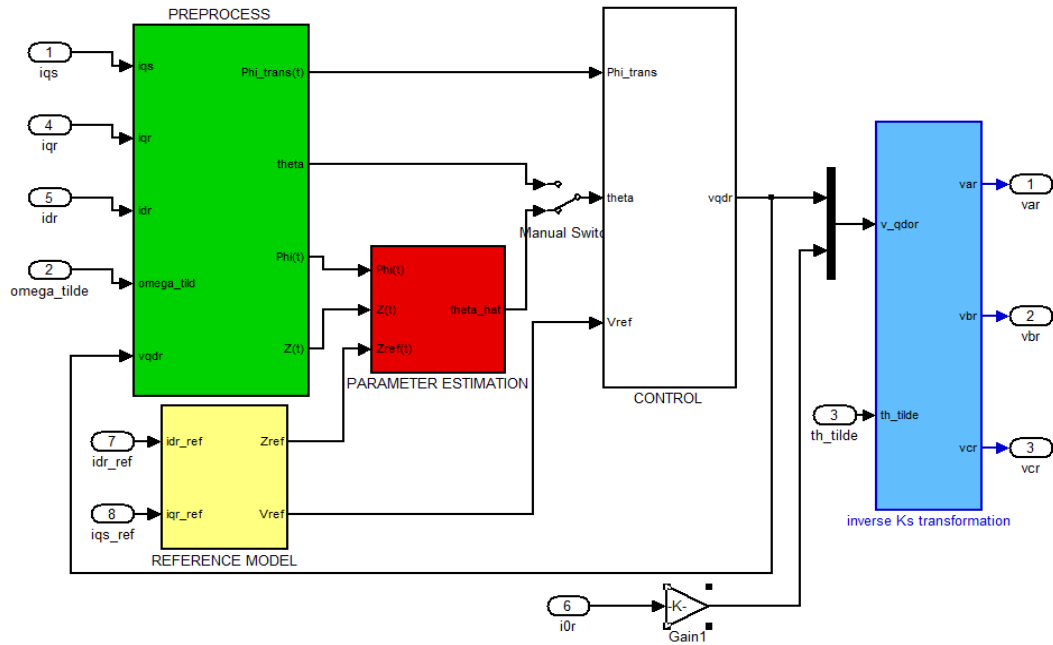 PREPROCESS
1
iqs
iqs
Phi_trans(t)
4
iqr
iqr
theta
5
idr
idr
Phi(t)
2
omega_tilde
omega_tild
Z(t)
vqdr
Phi(t)
Z(t)
theta_hat
Zref(t)
PARAMETER ESTIMATION
Manual Switc
Phi_trans
theta
vqdr
Vref
CONTROL
7
idr_ref
idr_ref
Zref
8
iqs_ref
iqr_ref
Vref
REFERENCE MODEL
6
i0r
-K-
Gain1
v_qdor
var
1
var
vbr
2
vbr
3
th_tilde
th_tilde
vcr
3
vcr
inverse Ks transformation